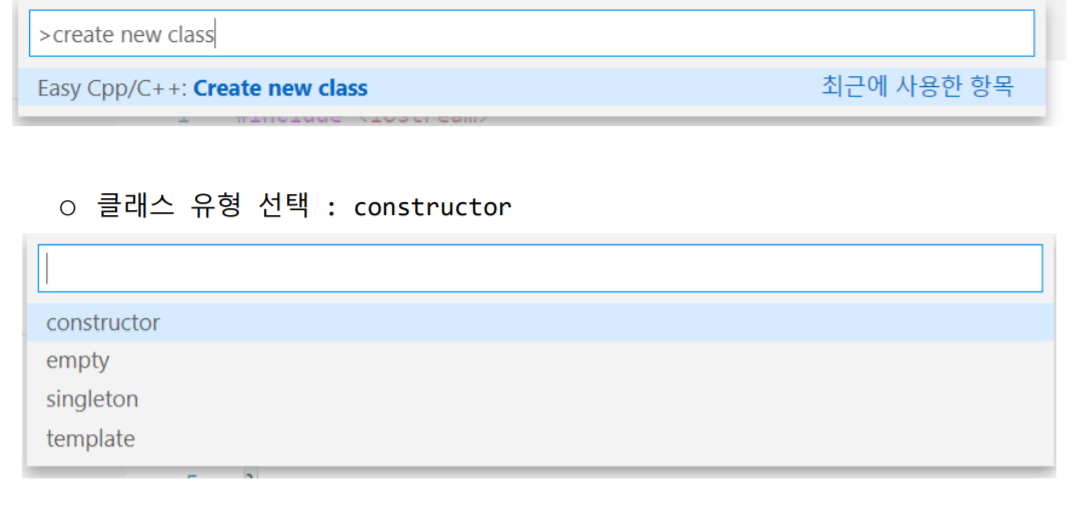 >create new class
Easy Cpp/C++: Create new class 최근에 사용한 항목
1 #include <iostream>
○ 클래스 유형 선택 : constructor
constructor
empty
singleton
template